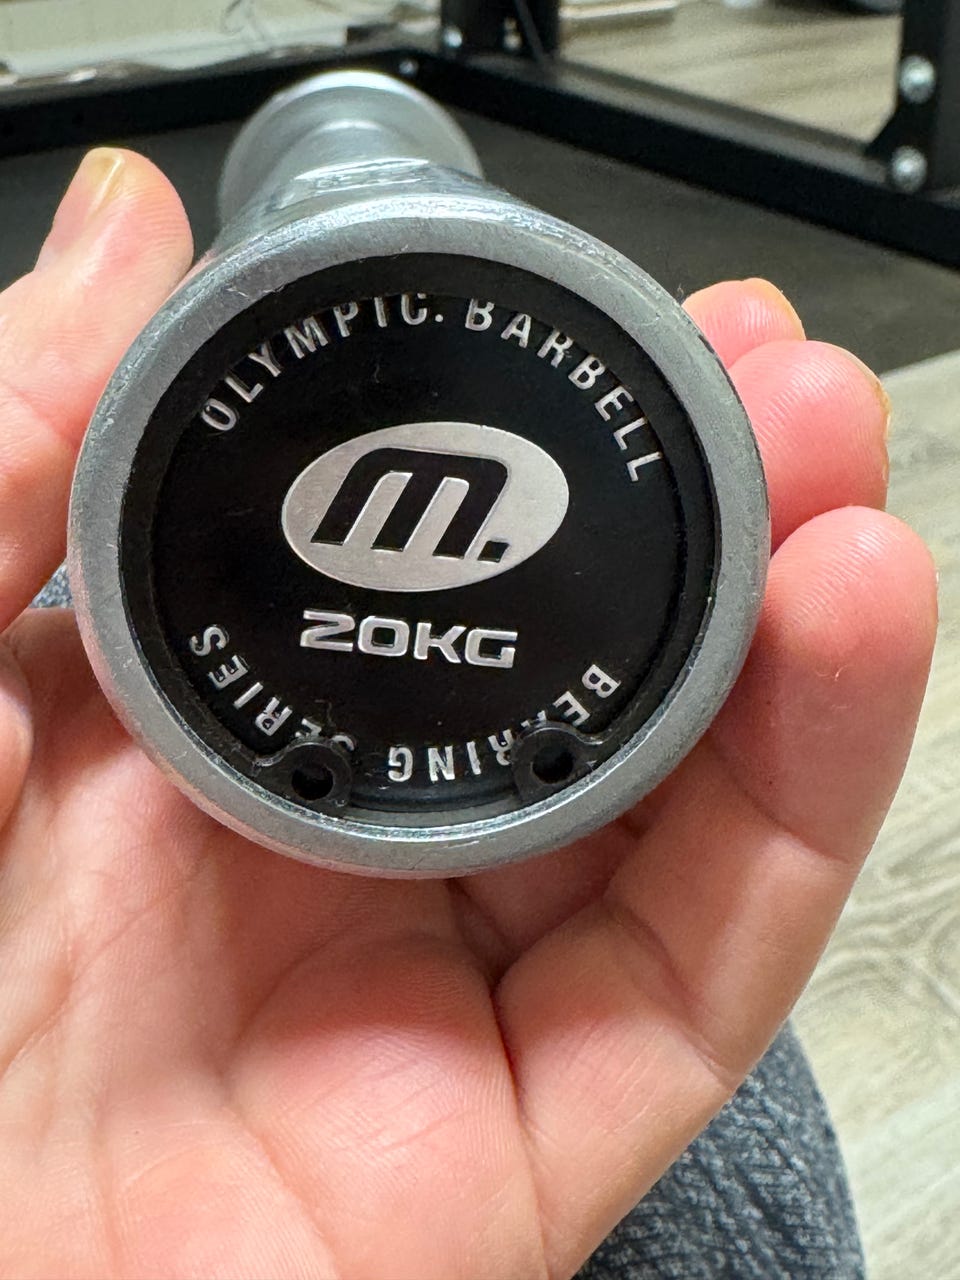 OLYMPIC. BARBELL
m.
20KG
BEARING SERIES